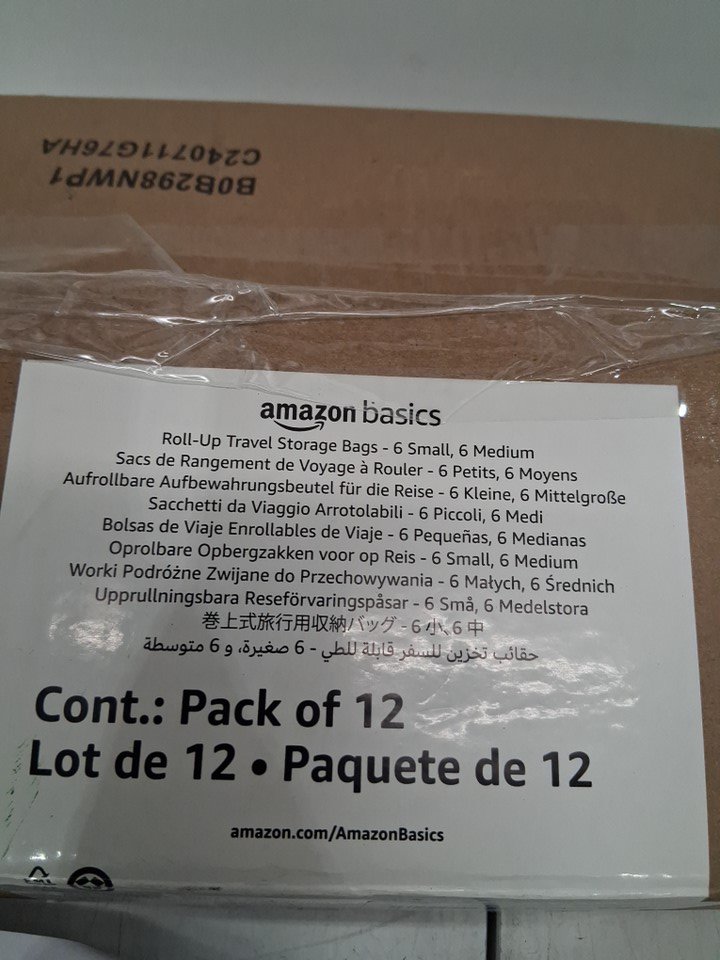 B0B298NWP1
C240711G76HA
amazon basics
Roll-Up Travel Storage Bags - 6 Small, 6 Medium
Sacs de Rangement de Voyage à Rouler - 6 Petits, 6 Moyens
Aufrollbare Aufbewahrungsbeutel für die Reise - 6 Kleine, 6 Mittelgroße
Sacchetti da Viaggio Arrotolabili - 6 Piccoli, 6 Medi
Bolsas de Viaje Enrollables de Viaje - 6 Pequeñas, 6 Medianas
Oprolbare Opbergzakken voor op Reis - 6 Small, 6 Medium
Worki Podróżne Zwijane do Przechowywania - 6 Małych, 6 Średnich
Upprullningsbara Reseförvaringspåsar - 6 Små, 6 Medelstora
巻上式旅行用収納バッグ - 6 小、6 中
حقائب تخزين للسفر قابلة للطي - 6 صغيرة، و 6 متوسطة
Cont.: Pack of 12
Lot de 12 • Paquete de 12
amazon.com/AmazonBasics